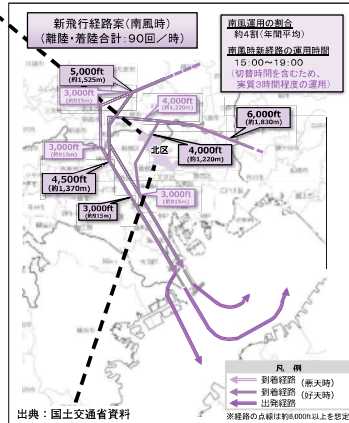 新飛行経路案(南風時)
(離陸・着陸合計:90回/時)
南風運用の割合
約4割(年間平均)
南風時新経路の運用時間
15:00~19:00
(切替時間を含むため、
実質3時間程度の運用)
5,000ft
(約1,525m)
3,000ft
(約915m)
4,000ft
(約1,220m)
6,000ft
(約1,830m)
3,000ft
(約915m)
北区
4,000ft
(約1,220m)
4,500ft
(約1,370m)
3,000ft
(約915m)
3,000ft
(約915m)
凡 例
到着経路(悪天時)
到着経路(好天時)
出発経路
出典:国土交通省資料
※経路の点線は約6,000ft以上を想定